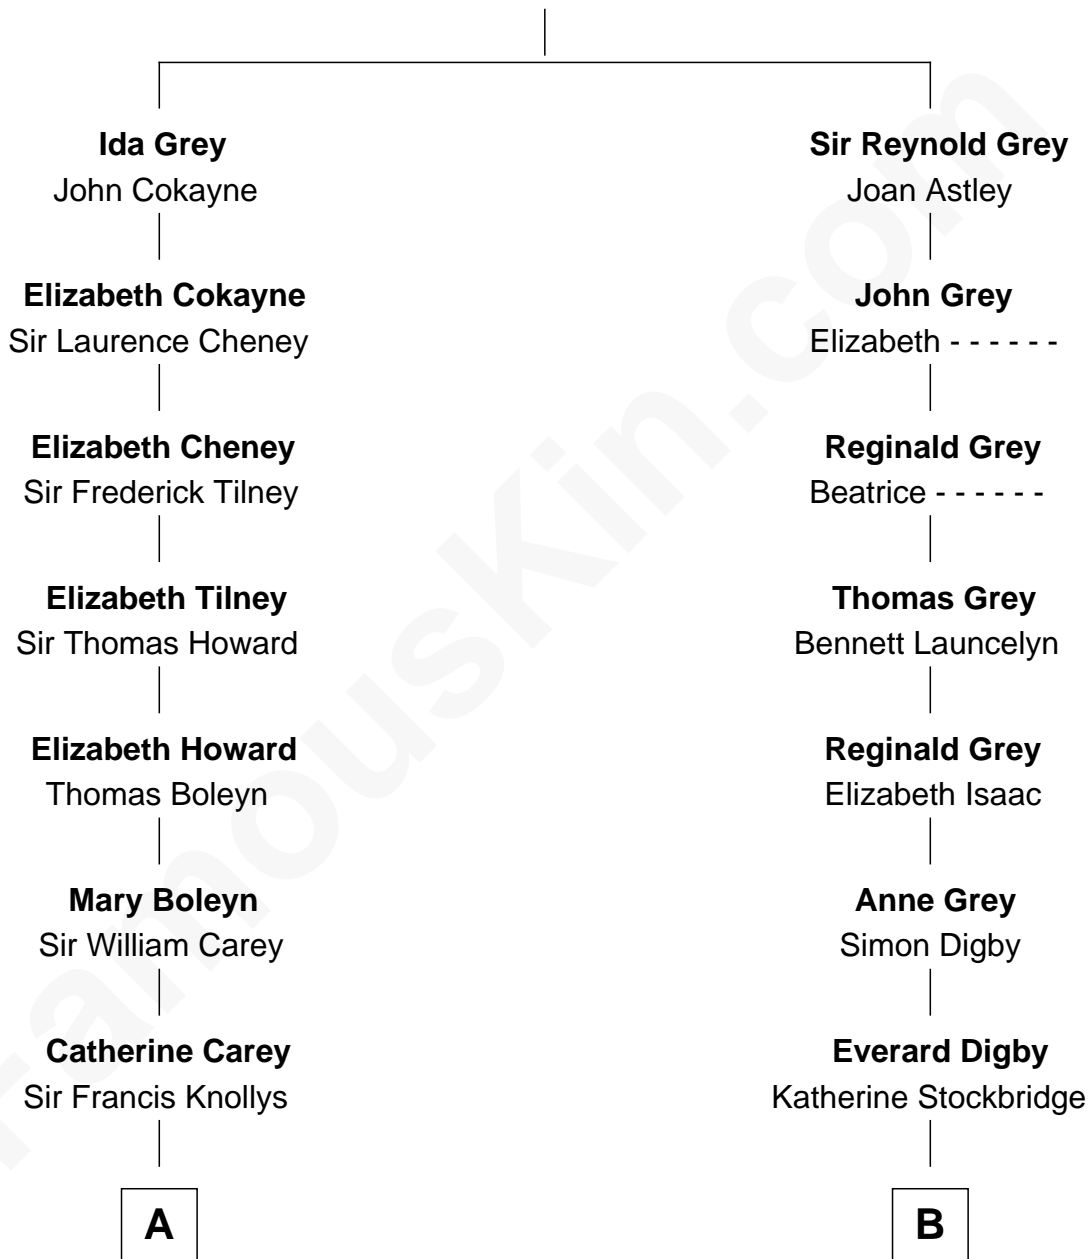 Ida Grey
John Cokayne
Sir Reynold Grey
Joan Astley
Elizabeth Cokayne
Sir Laurence Cheney
John Grey
Elizabeth - - - - - -
Elizabeth Cheney
Sir Frederick Tilney
Reginald Grey
Beatrice - - - - - -
Elizabeth Tilney
Sir Thomas Howard
Thomas Grey
Bennett Launcelyn
Elizabeth Howard
Thomas Boleyn
Reginald Grey
Elizabeth Isaac
Mary Boleyn
Sir William Carey
Anne Grey
Simon Digby
Catherine Carey
Sir Francis Knollys
Everard Digby
Katherine Stockbridge
A
B
FamousKin.com